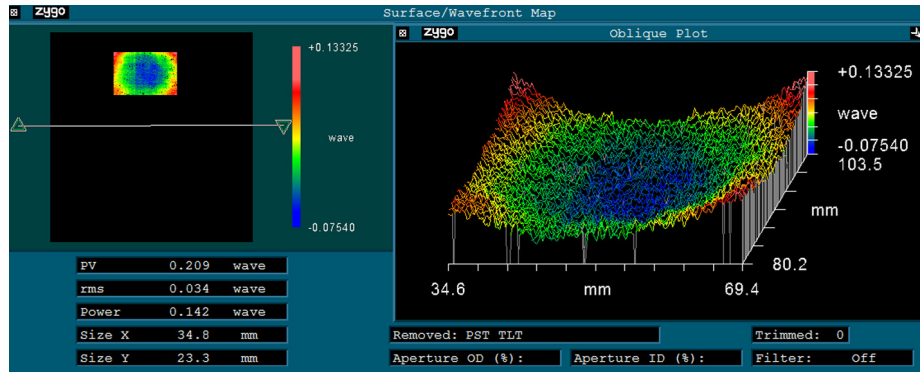 zygo Surface/Wavefront Map
+0.13325
wave
-0.07540
zygo Oblique Plot
+0.13325
wave
-0.07540
103.5
mm
80.2
34.6 mm 69.4
PV 0.209 wave
rms 0.034 wave
Power 0.142 wave
Size X 34.8 mm
Size Y 23.3 mm
Removed: PST TLT
Trimmed: 0
Aperture OD (%):
Aperture ID (%):
Filter: Off